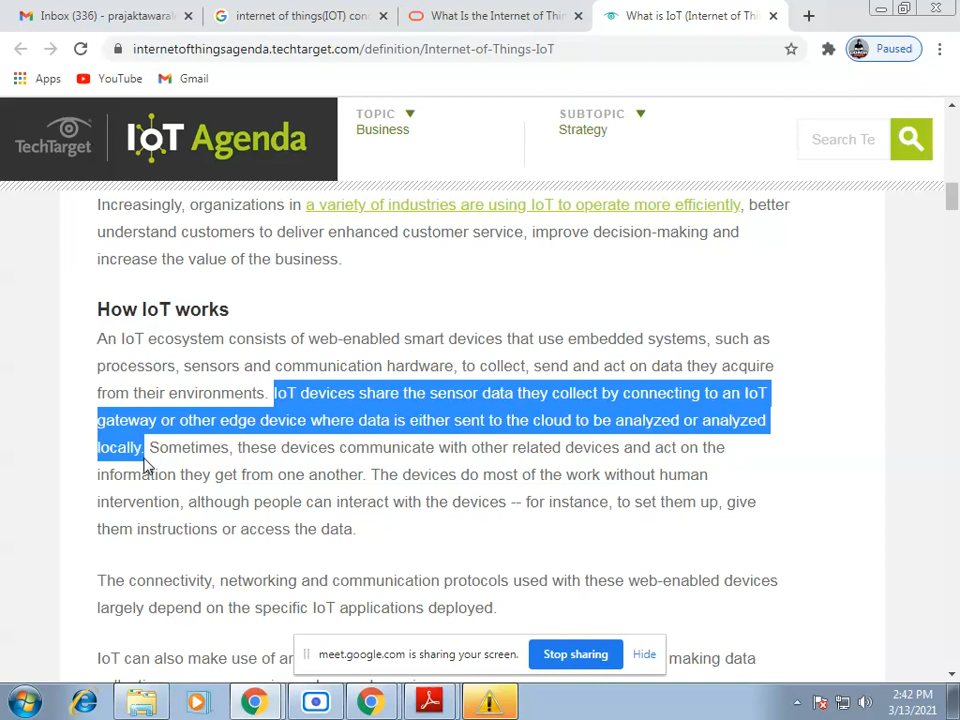 Inbox (336) - prajaktawaral
internet of things(IOT) con
What Is the Internet of Thin
What is IoT (Internet of Thi
internetofthingsagenda.techtarget.com/definition/Internet-of-Things-IoT
Paused
Apps
YouTube
Gmail
TechTarget
IoT Agenda
TOPIC
Business
SUBTOPIC
Strategy
Search Te
Increasingly, organizations in a variety of industries are using IoT to operate more efficiently, better
understand customers to deliver enhanced customer service, improve decision-making and
increase the value of the business.
How IoT works
An IoT ecosystem consists of web-enabled smart devices that use embedded systems, such as
processors, sensors and communication hardware, to collect, send and act on data they acquire
from their environments. IoT devices share the sensor data they collect by connecting to an IoT
gateway or other edge device where data is either sent to the cloud to be analyzed or analyzed
locally. Sometimes, these devices communicate with other related devices and act on the
information they get from one another. The devices do most of the work without human
intervention, although people can interact with the devices -- for instance, to set them up, give
them instructions or access the data.
The connectivity, networking and communication protocols used with these web-enabled devices
largely depend on the specific IoT applications deployed.
IoT can also make use of ar
making data
meet.google.com is sharing your screen.
Stop sharing
Hide
2:42 PM
3/13/2021